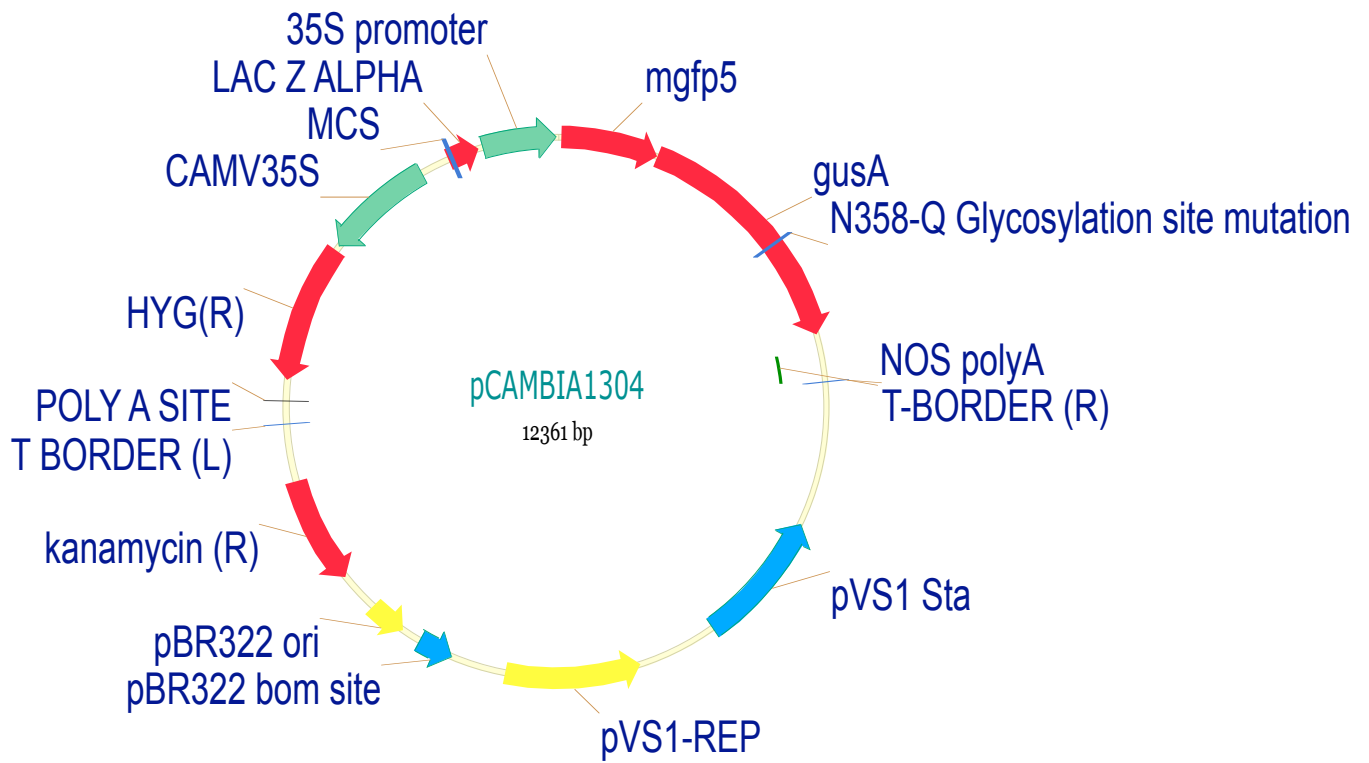 35S promoter
LAC Z ALPHA
mgfp5
MCS
CAMV35S
gusA
N358-Q Glycosylation site mutation
HYG(R)
NOS polyA
pCAMBIA1304
POLY A SITE
T-BORDER (R)
12361 bp
T BORDER (L)
kanamycin (R)
pVS1 Sta
pBR322 ori
pBR322 bom site
pVS1-REP